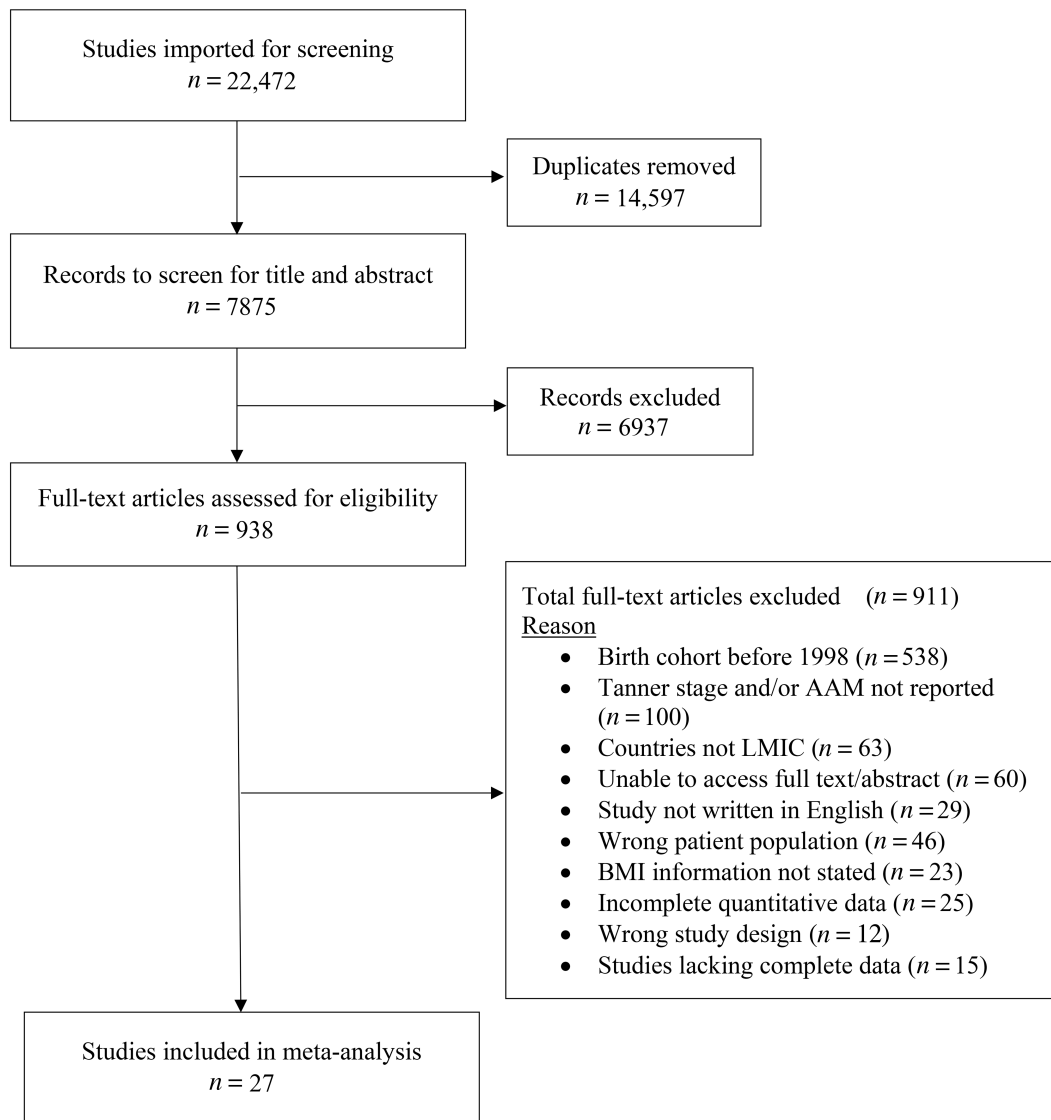 Studies imported for screening
n = 22,472
Duplicates removed
n = 14,597
Records to screen for title and abstract
n = 7875
Records excluded
n = 6937
Full-text articles assessed for eligibility
n = 938
Total full-text articles excluded (n = 911)
Reason
• Birth cohort before 1998 (n = 538)
• Tanner stage and/or AAM not reported
(n = 100)
• Countries not LMIC (n = 63)
• Unable to access full text/abstract (n = 60)
• Study not written in English (n = 29)
• Wrong patient population (n = 46)
• BMI information not stated (n = 23)
• Incomplete quantitative data (n = 25)
• Wrong study design (n = 12)
• Studies lacking complete data (n = 15)
Studies included in meta-analysis
n = 27